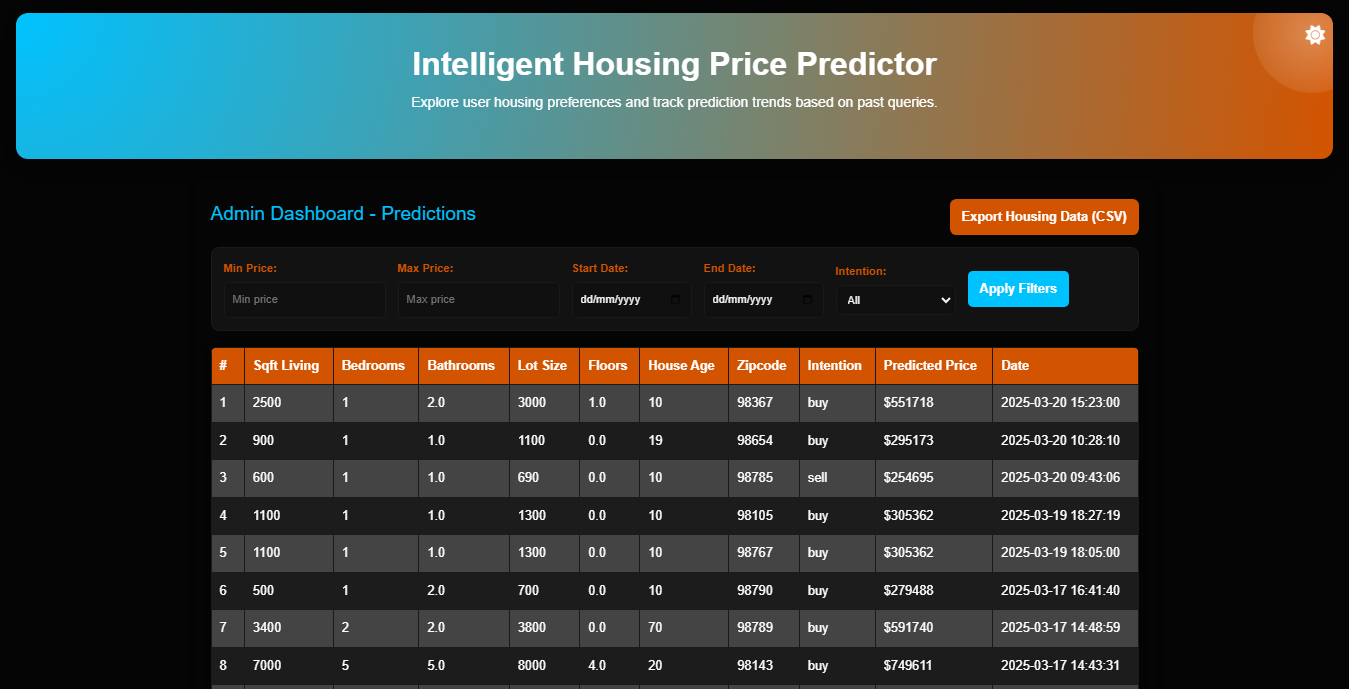 Intelligent Housing Price Predictor
Explore user housing preferences and track prediction trends based on past queries.
Admin Dashboard - Predictions
Export Housing Data (CSV)
Min Price: Max Price: Start Date: End Date: Intention:
Min price Max price dd/mm/yyyy dd/mm/yyyy All Apply Filters
# Sqft Living Bedrooms Bathrooms Lot Size Floors House Age Zipcode Intention Predicted Price Date
1 2500 1 2.0 3000 1.0 10 98367 buy $551718 2025-03-20 15:23:00
2 900 1 1.0 1100 0.0 19 98654 buy $295173 2025-03-20 10:28:10
3 600 1 1.0 690 0.0 10 98785 sell $254695 2025-03-20 09:43:06
4 1100 1 1.0 1300 0.0 10 98105 buy $305362 2025-03-19 18:27:19
5 1100 1 1.0 1300 0.0 10 98767 buy $305362 2025-03-19 18:05:00
6 500 1 2.0 700 0.0 10 98790 buy $279488 2025-03-17 16:41:40
7 3400 2 2.0 3800 0.0 70 98789 buy $591740 2025-03-17 14:48:59
8 7000 5 5.0 8000 4.0 20 98143 buy $749611 2025-03-17 14:43:31